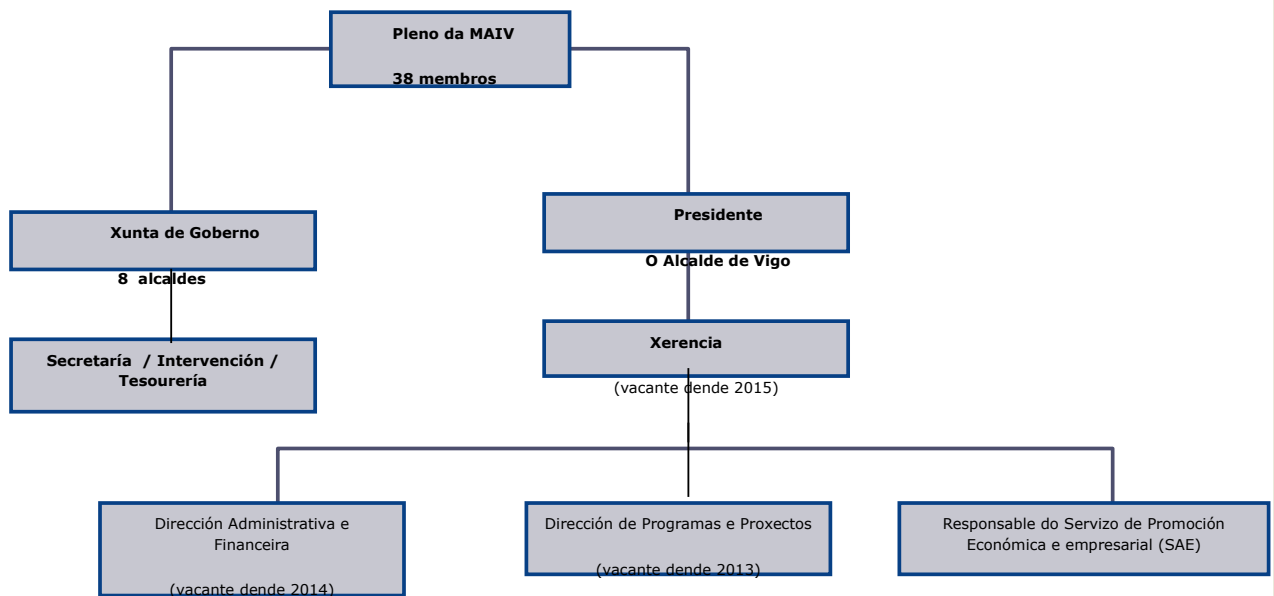 Pleno da MAIV
38 membros
Xunta de Goberno
8 alcaldes
Presidente
O Alcalde de Vigo
Secretaría / Intervención /
Tesourería
Xerencia
(vacante dende 2015)
Dirección Administrativa e
Financeira
(vacante dende 2014)
Dirección de Programas e Proxectos
(vacante dende 2013)
Responsable do Servizo de Promoción
Económica e empresarial (SAE)